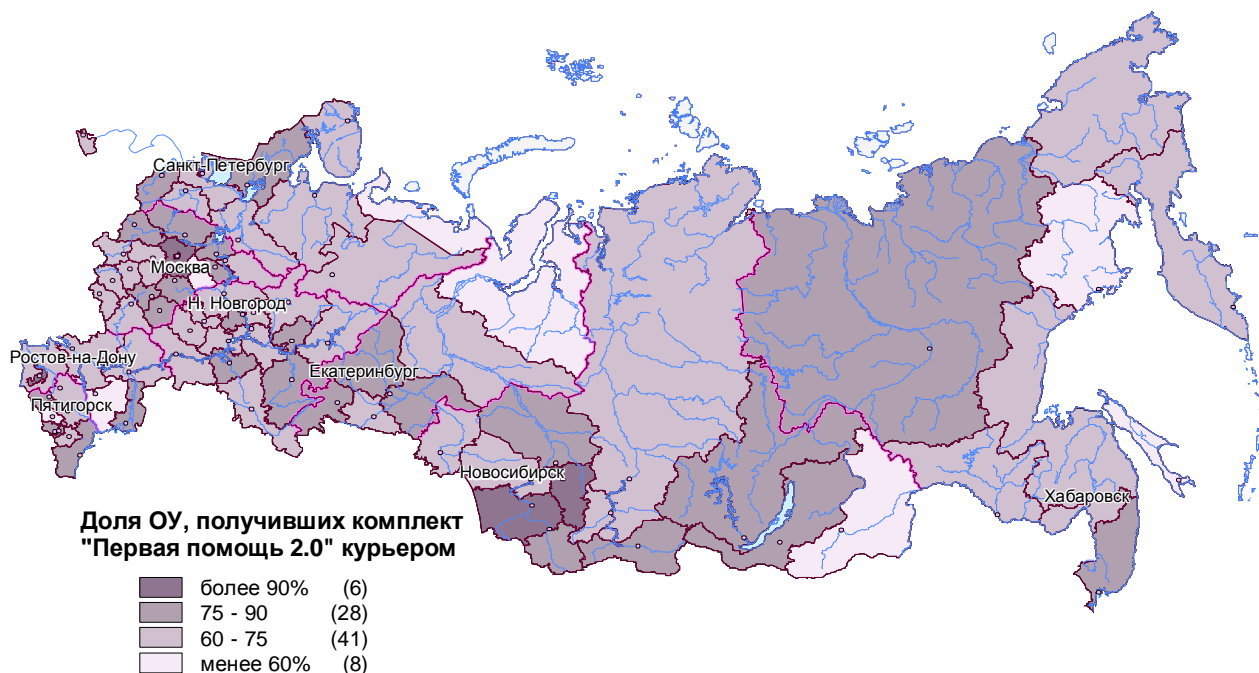 Санкт-Петербург
Москва
Н. Новгород
Ростов-на-Дону
Екатеринбург
Пятигорск
Новосибирск
Хабаровск
Доля ОУ, получивших комплект
"Первая помощь 2.0" курьером
более 90% (6)
75 - 90 (28)
60 - 75 (41)
менее 60% (8)